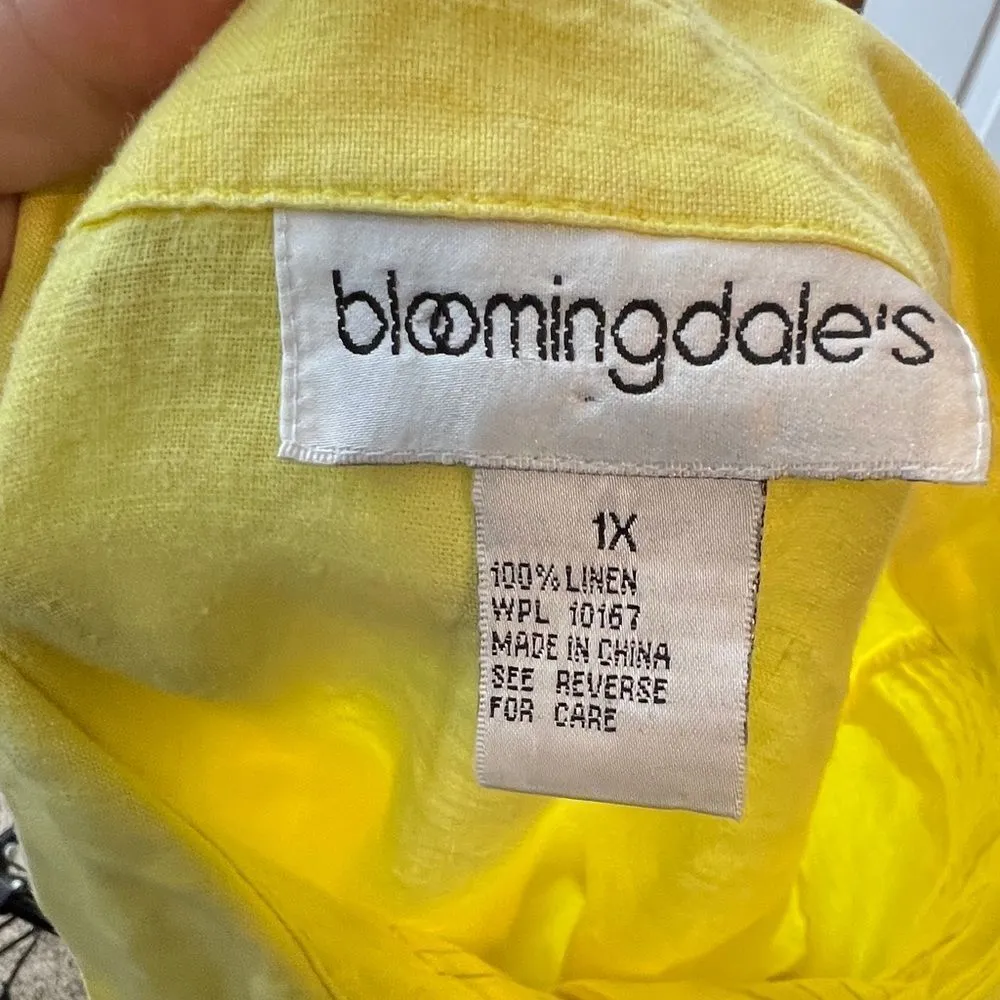 bloomingdale's
1X
100% LINEN
WPL 10167
MADE IN CHINA
SEE REVERSE
FOR CARE